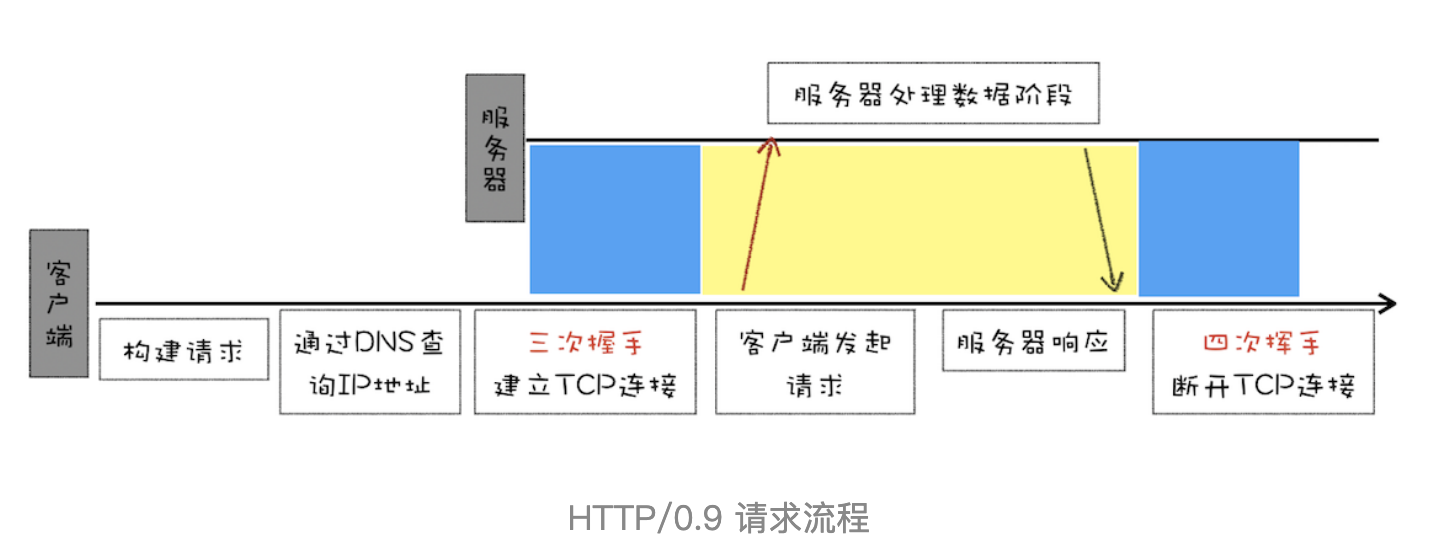 服务器处理数据阶段
服务器
客户端
构建请求
通过DNS查
询IP地址
三次握手
建立TCP连接
客户端发起
请求
服务器响应
四次挥手
断开TCP连接
HTTP/0.9 请求流程